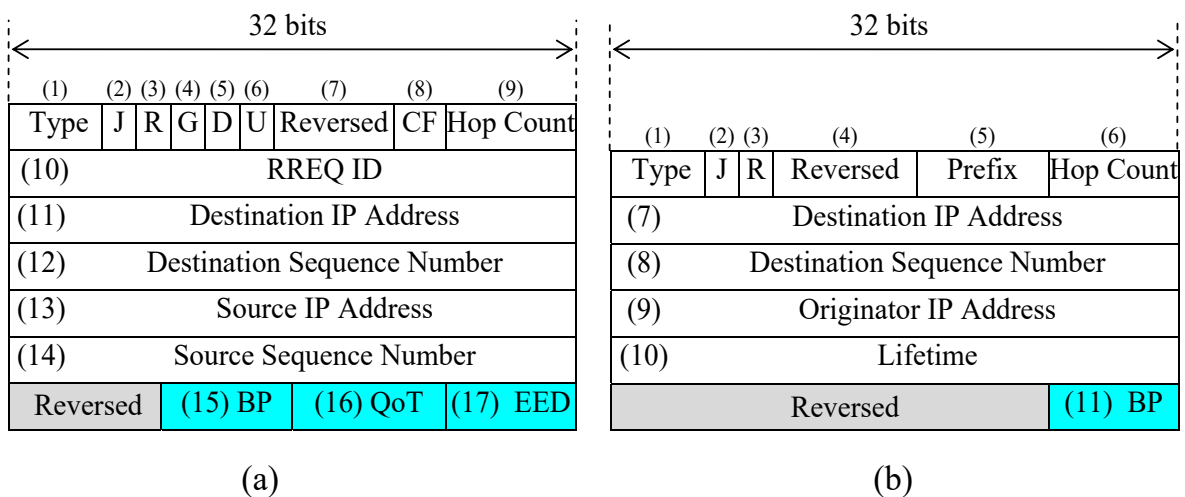 32 bits
(1) (2) (3) (4) (5) (6) (7) (8) (9)
Type J R G D U Reversed CF Hop Count
(10) RREQ ID
(11) Destination IP Address
(12) Destination Sequence Number
(13) Source IP Address
(14) Source Sequence Number
Reversed (15) BP (16) QoT (17) EED
(a)
32 bits
(1) (2) (3) (4) (5) (6)
Type J R Reversed Prefix Hop Count
(7) Destination IP Address
(8) Destination Sequence Number
(9) Originator IP Address
(10) Lifetime
Reversed (11) BP
(b)